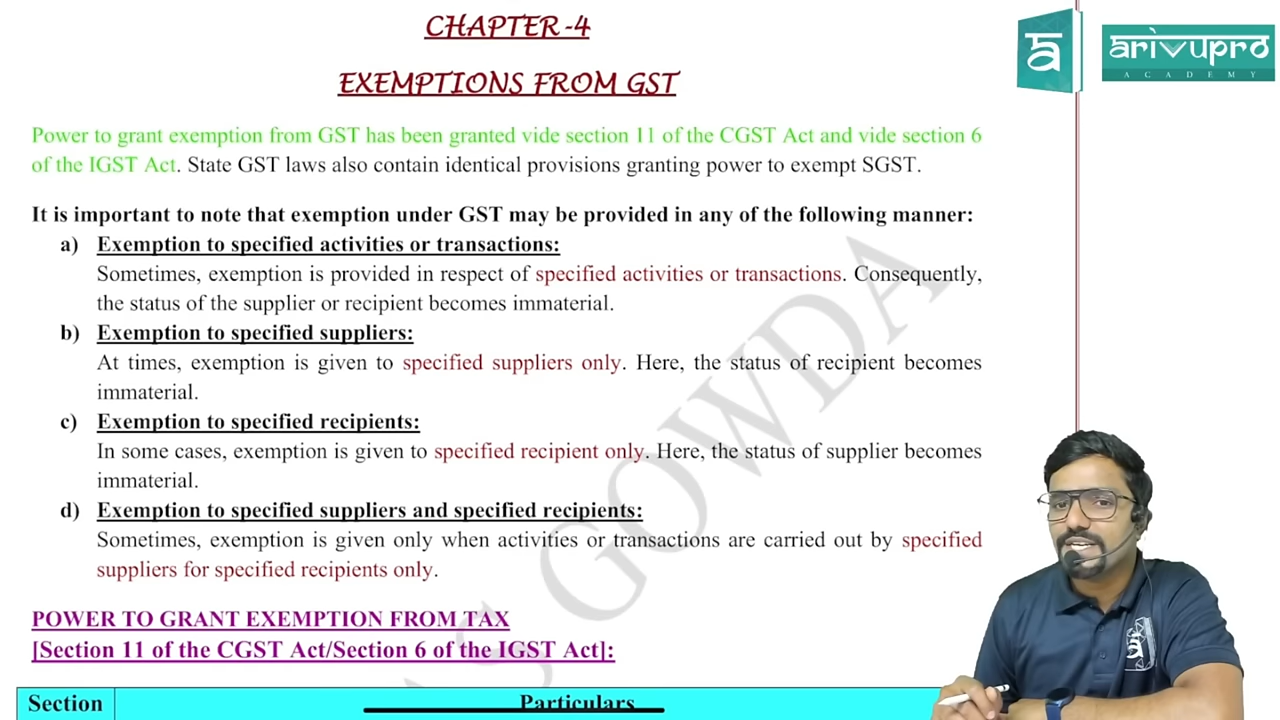 CHAPTER-4
EXEMPTIONS FROM GST
Power to grant exemption from GST has been granted vide section 11 of the CGST Act and vide section 6
of the IGST Act. State GST laws also contain identical provisions granting power to exempt SGST.
It is important to note that exemption under GST may be provided in any of the following manner:
a) Exemption to specified activities or transactions:
Sometimes, exemption is provided in respect of specified activities or transactions. Consequently,
the status of the supplier or recipient becomes immaterial.
b) Exemption to specified suppliers:
At times, exemption is given to specified suppliers only. Here, the status of recipient becomes
immaterial.
c) Exemption to specified recipients:
In some cases, exemption is given to specified recipient only. Here, the status of supplier becomes
immaterial.
d) Exemption to specified suppliers and specified recipients:
Sometimes, exemption is given only when activities or transactions are carried out by specified
suppliers for specified recipients only.
POWER TO GRANT EXEMPTION FROM TAX
[Section 11 of the CGST Act/Section 6 of the IGST Act]:
Section Particulars
S GOWDA
ā
arivupro
ACADEMY
ā